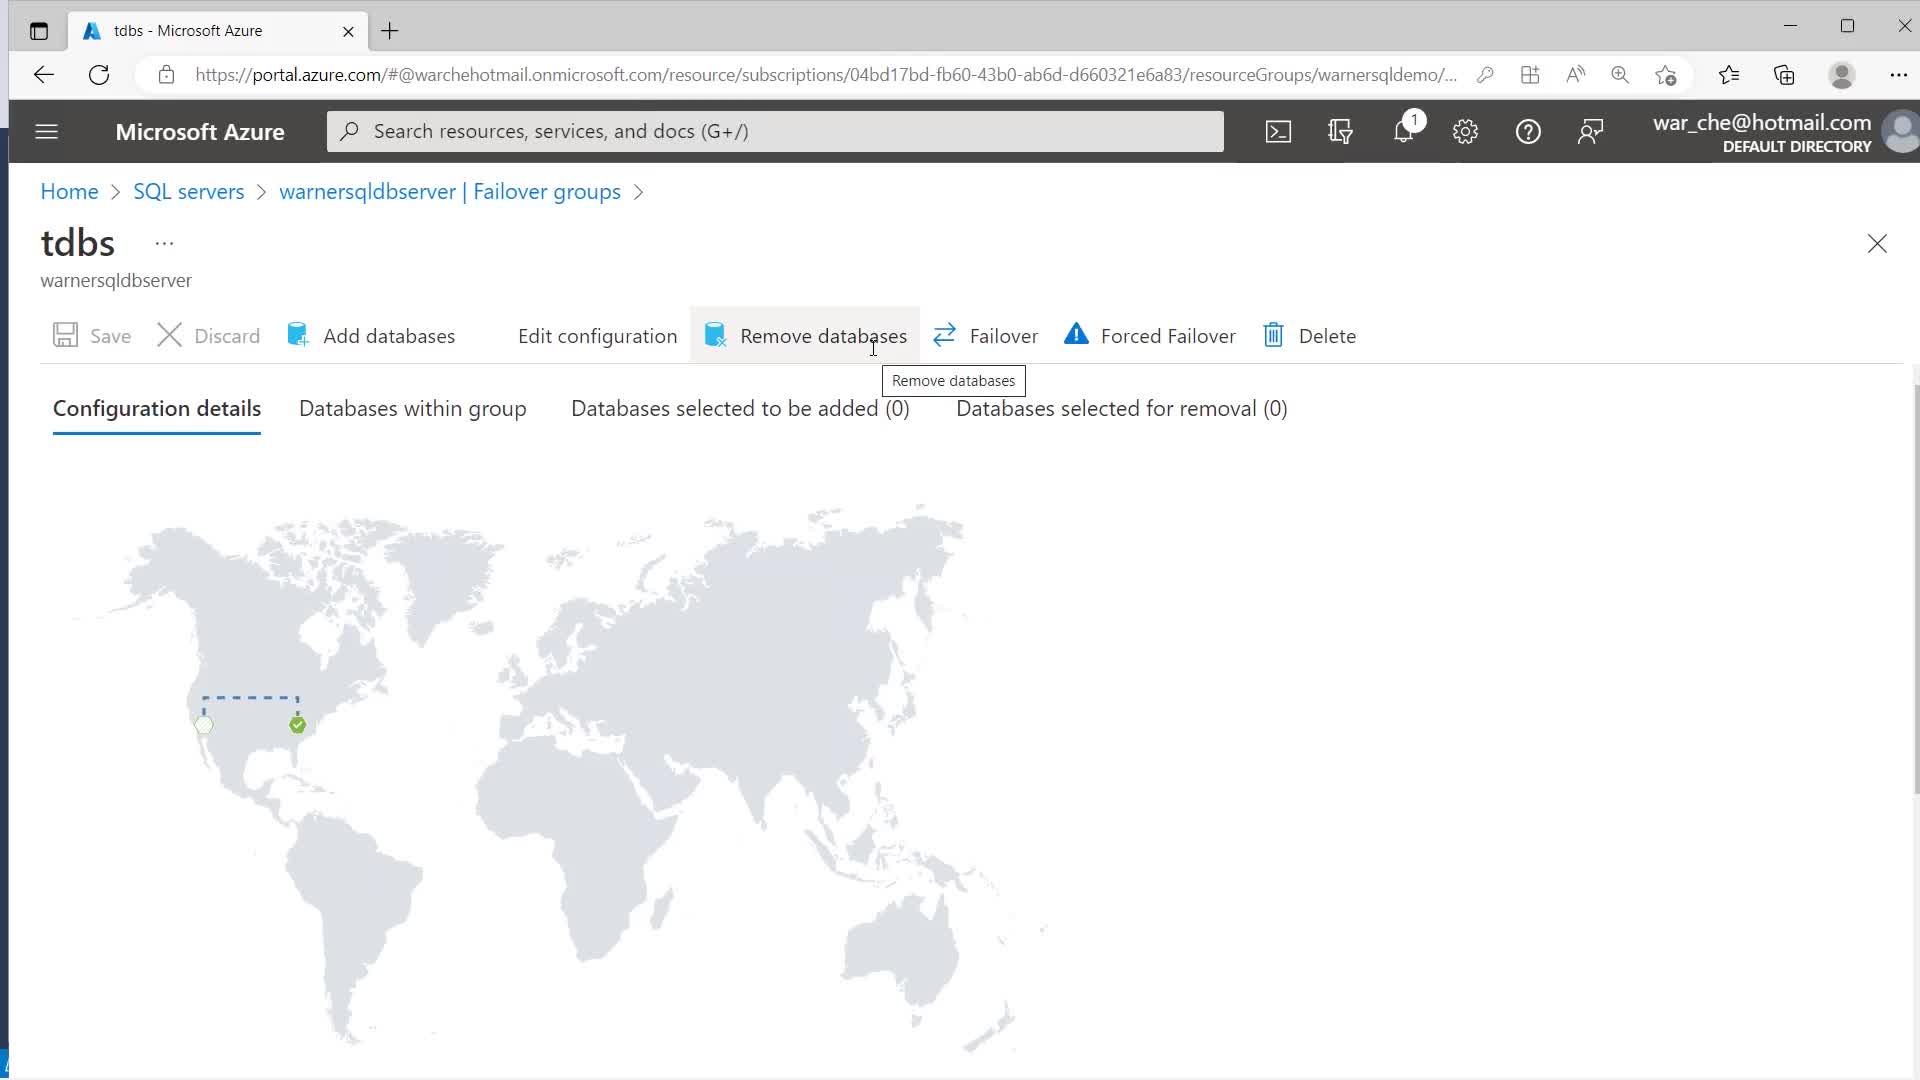 tdbs - Microsoft Azure
https://portal.azure.com/#@warchehotmail.onmicrosoft.com/resource/subscriptions/04bd17bd-fb60-43b0-ab6d-d660321e6a83/resourceGroups/warnersqldemo/...
Microsoft Azure
Search resources, services, and docs (G+/)
1
war_che@hotmail.com
DEFAULT DIRECTORY
Home > SQL servers > warnersqldbserver | Failover groups >
tdbs ...
warnersqldbserver
Save Discard Add databases Edit configuration Remove databases Failover Forced Failover Delete
Remove databases
Configuration details Databases within group Databases selected to be added (0) Databases selected for removal (0)